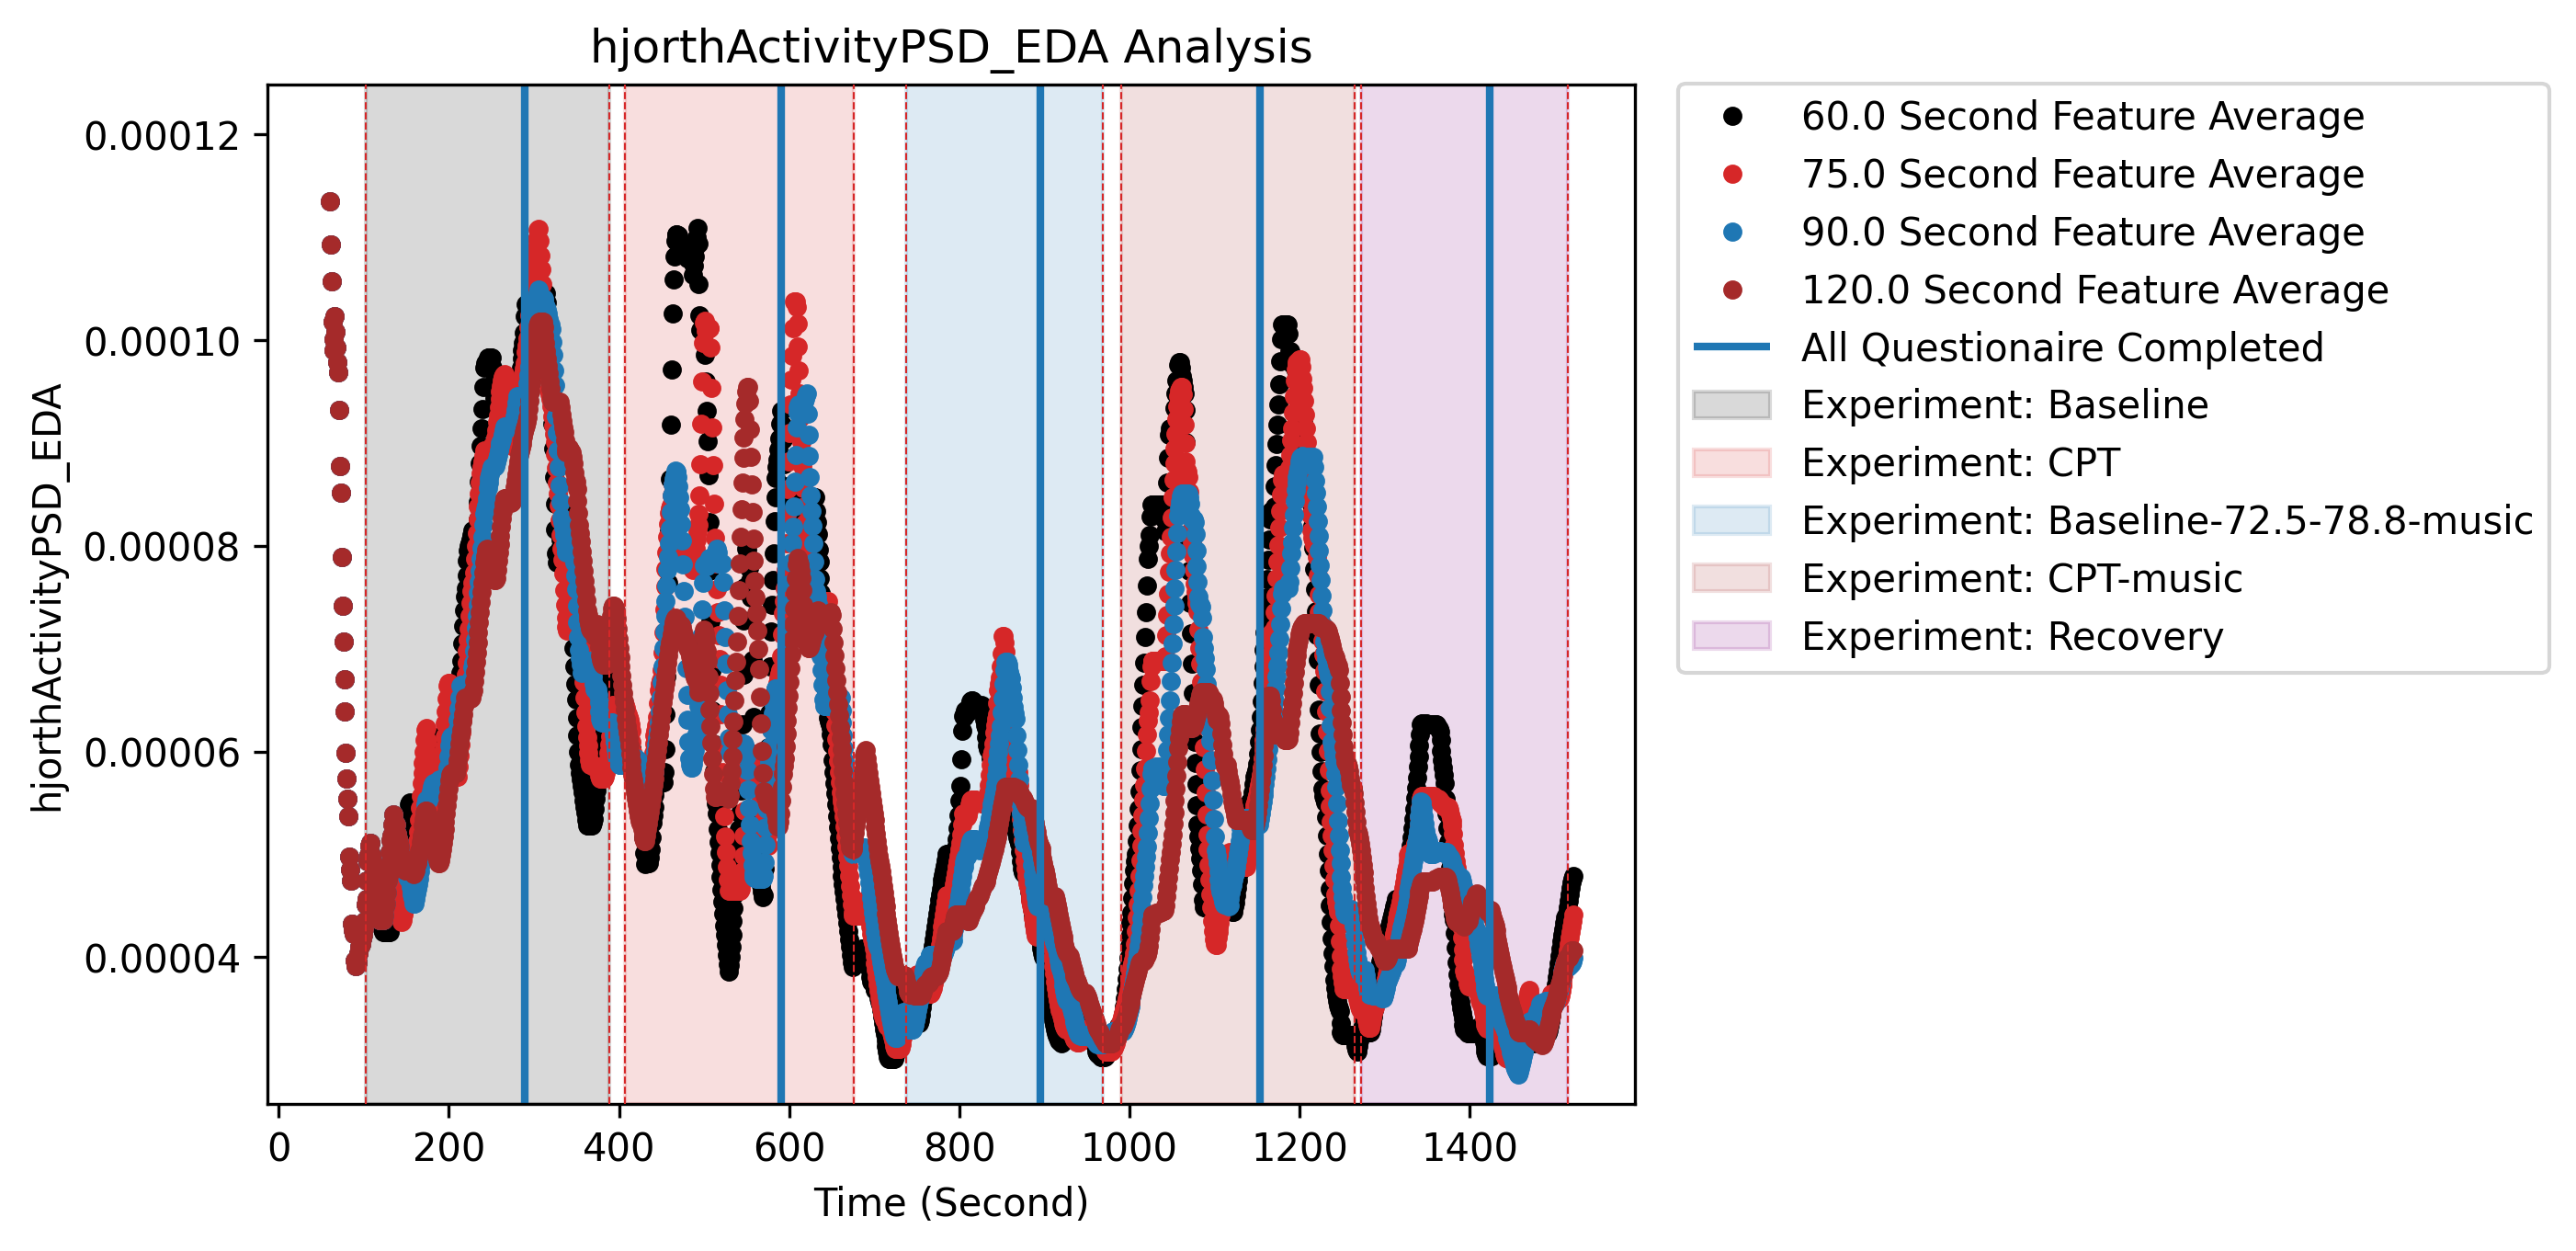 hjorthActivityPSD_EDA Analysis
0.00012
0.00010
0.00008
0.00006
0.00004
hjorthActivityPSD_EDA
0 200 400 600 800 1000 1200 1400
Time (Second)
60.0 Second Feature Average
75.0 Second Feature Average
90.0 Second Feature Average
120.0 Second Feature Average
All Questionaire Completed
Experiment: Baseline
Experiment: CPT
Experiment: Baseline-72.5-78.8-music
Experiment: CPT-music
Experiment: Recovery